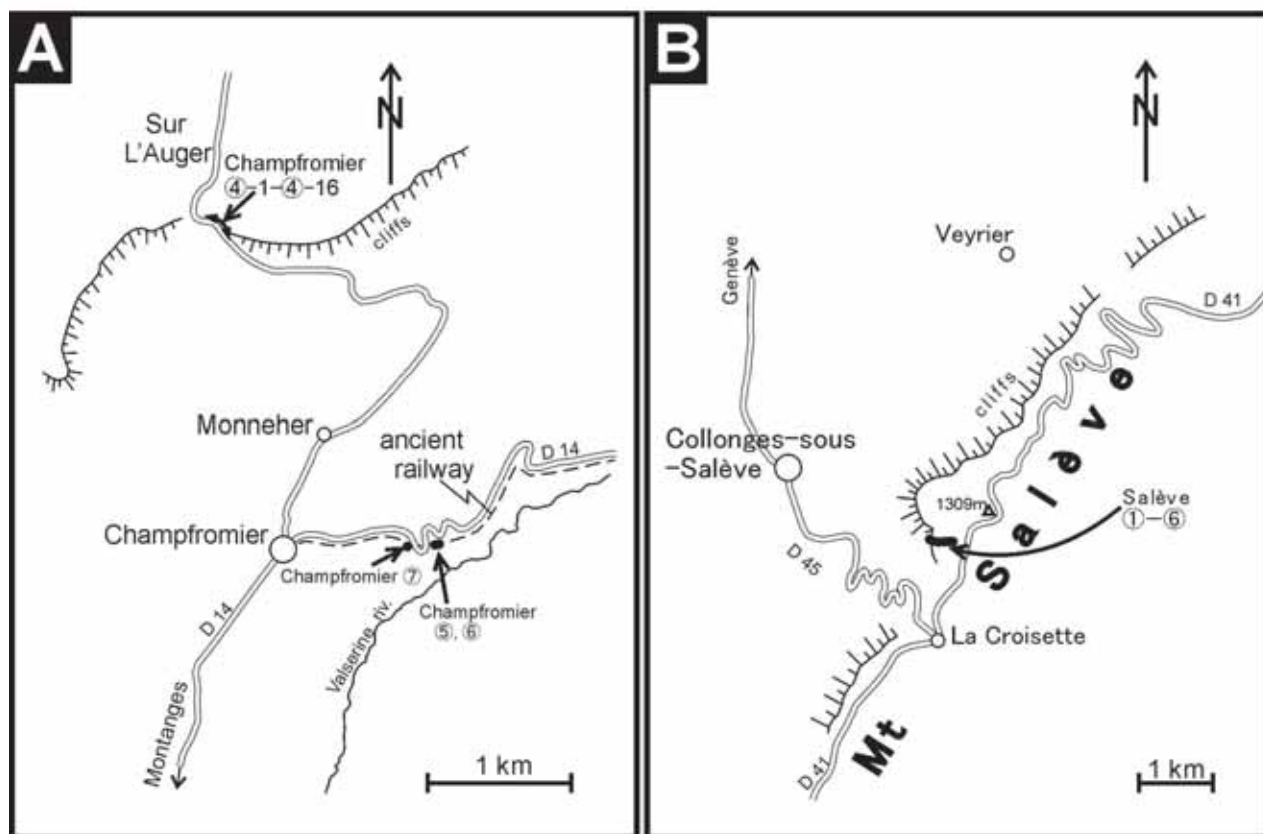 A
N
Sur
L'Auger
Champfromier
④-1-④-16
cliffs
Monneher
ancient
railway
D 14
Champfromier
Champfromier ⑦
Champfromier
⑤, ⑥
D 14
Valserine riv.
Montanges
1 km
B
N
Veyrier
Genève
D 41
cliffs
Collonges-sous
-Salève
1309m
Salève
①-⑥
D 45
La Croisette
Mt Salève
D 41
1 km